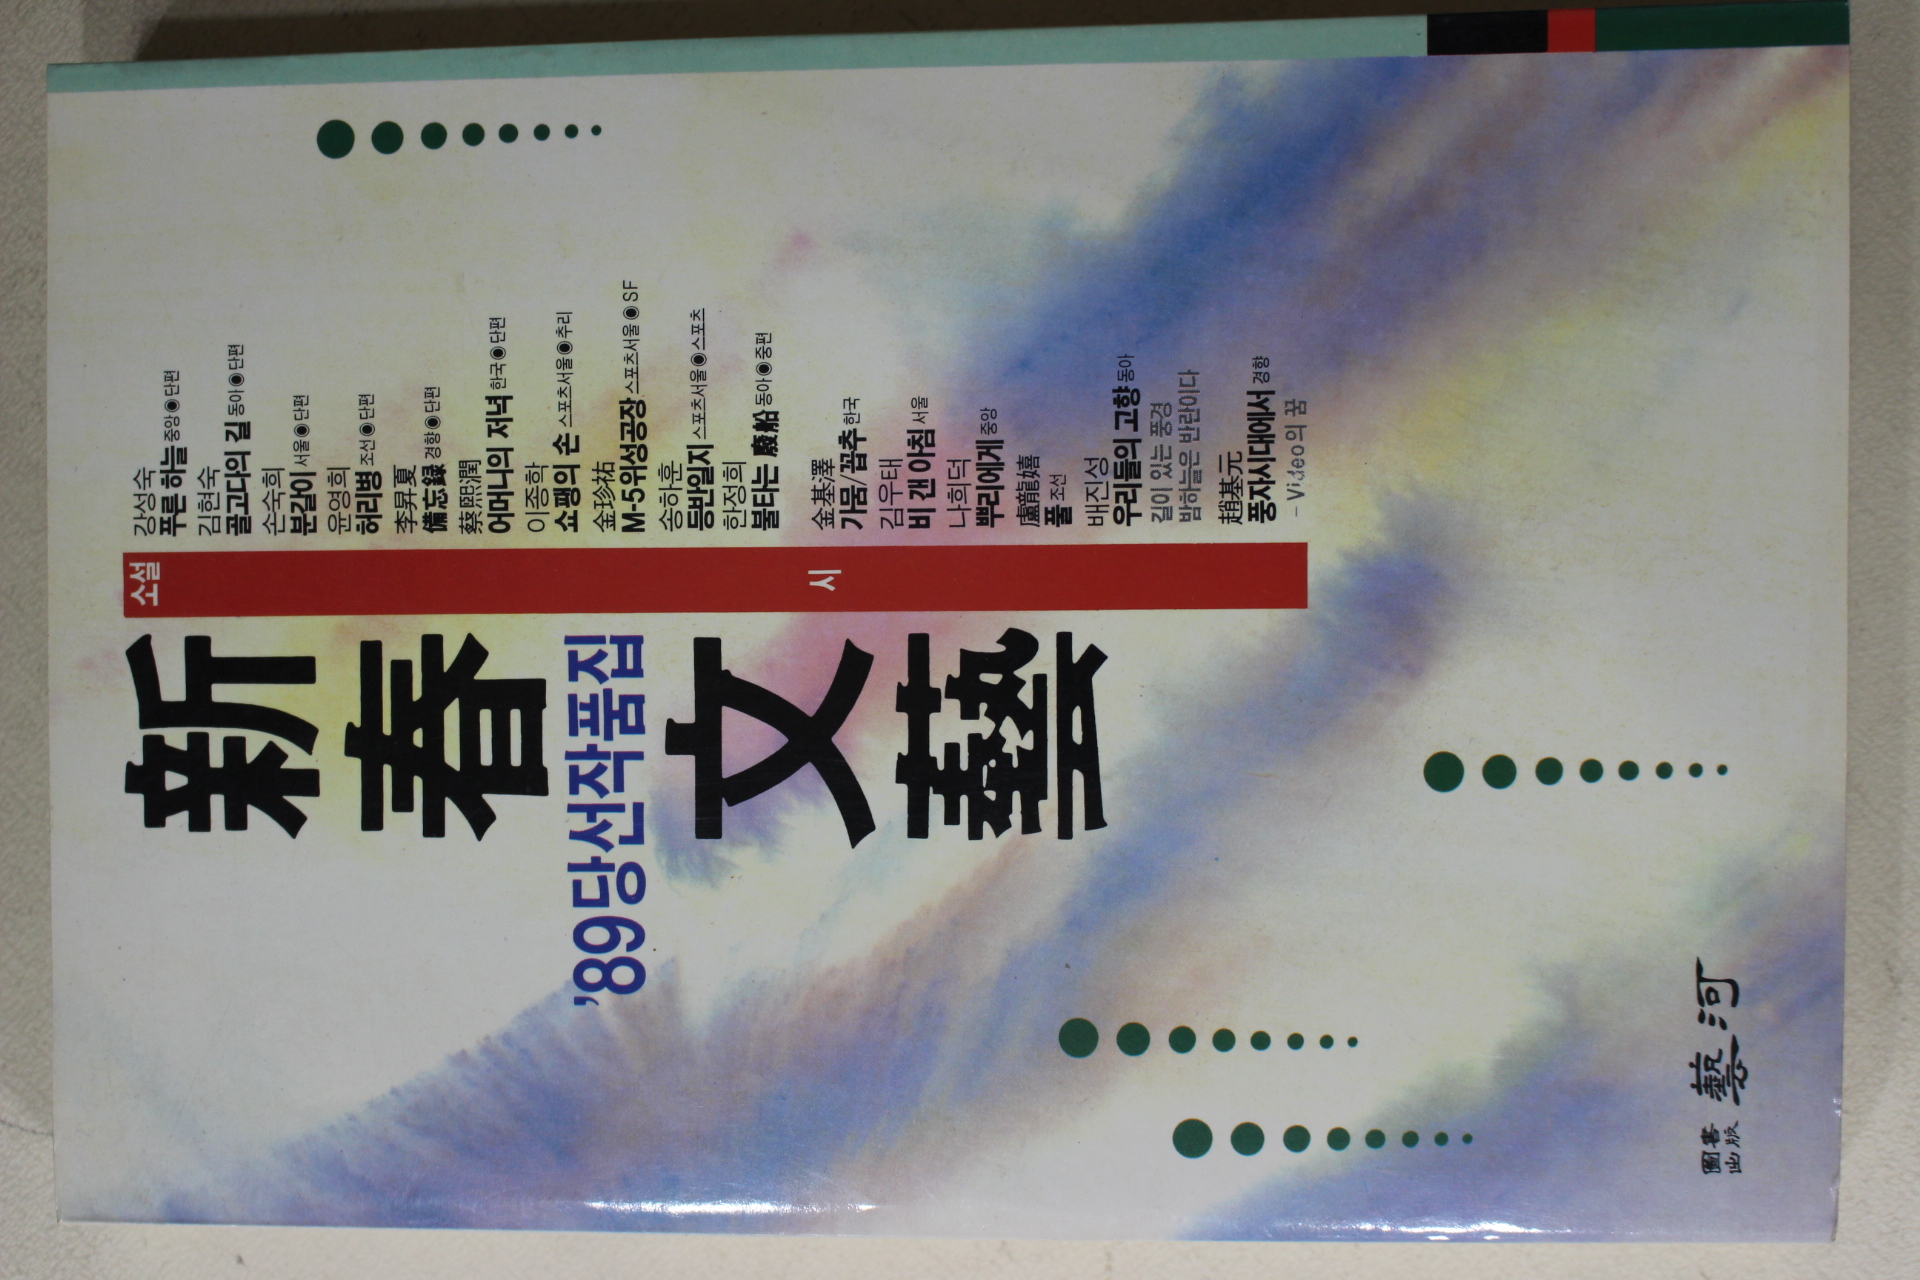 新春文藝
'89당선작품집
소설
강성숙
푸른 하늘 중앙◉단편
김현숙
골고다의 길 동아◉단편
손숙희
분갈이 서울◉단편
윤영희
허리병 조선◉단편
李昇夏
備忘録 경향◉단편
蔡熙潤
어머니의 저녁 한국◉단편
이종학
쇼팽의 손 스포츠서울◉추리
金珍祐
M-5위성공장 스포츠서울◉SF
송하훈
등반일지 스포츠서울◉스포츠
한정희
불타는 廢船 동아◉중편
시
金基澤
가뭄/꼽추 한국
김우태
비 갠 아침 서울
나희덕
뿌리에게 중앙
盧龍嬉
풀 조선
배진성
우리들의 고향 동아
길이 있는 풍경
밤하늘은 반란이다
趙基元
풍자시대에서 경향
- Video의 꿈
圖書出版 藝河